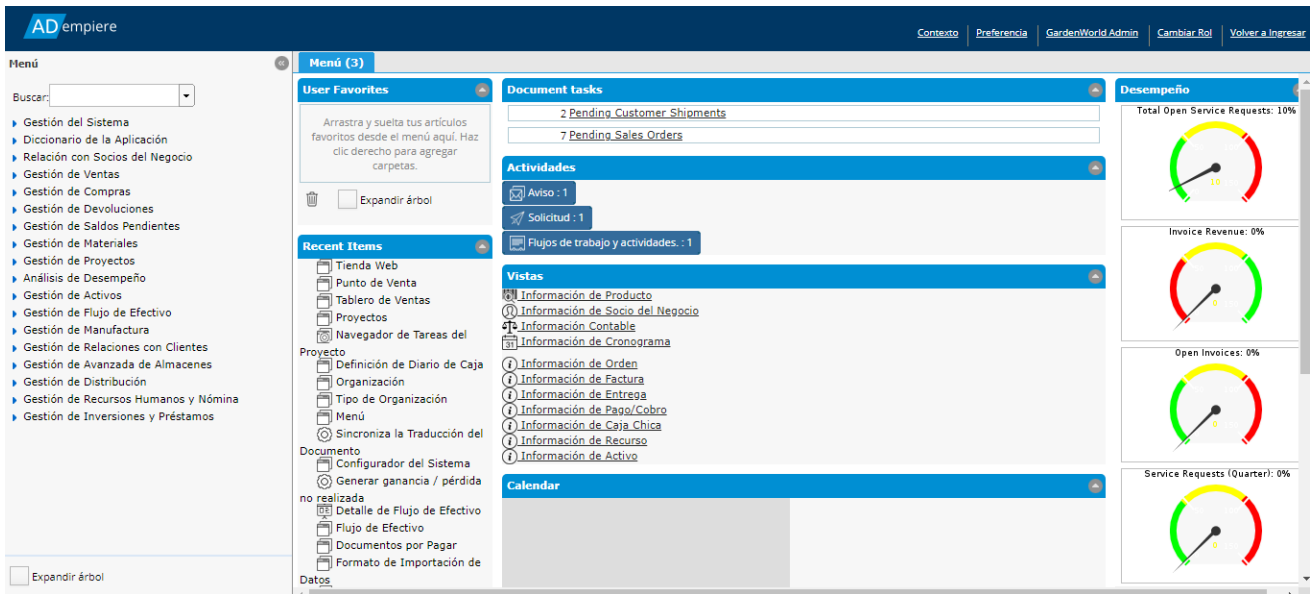 ADempiere
Contexto
Preferencia
GardenWorld Admin
Cambiar Rol
Volver a Ingresar
Menú
Buscar:
Gestión del Sistema
Diccionario de la Aplicación
Relación con Socios del Negocio
Gestión de Ventas
Gestión de Compras
Gestión de Devoluciones
Gestión de Saldos Pendientes
Gestión de Materiales
Gestión de Proyectos
Análisis de Desempeño
Gestión de Activos
Gestión de Flujo de Efectivo
Gestión de Manufactura
Gestión de Relaciones con Clientes
Gestión de Avanzada de Almacenes
Gestión de Distribución
Gestión de Recursos Humanos y Nómina
Gestión de Inversiones y Préstamos
Expandir árbol
Menú (3)
User Favorites
Arrastra y suelta tus artículos
favoritos desde el menú aquí. Haz
clic derecho para agregar
carpetas.
Expandir árbol
Recent Items
Tienda Web
Punto de Venta
Tablero de Ventas
Proyectos
Navegador de Tareas del
Proyecto
Definición de Diario de Caja
Organización
Tipo de Organización
Menú
Sincroniza la Traducción del
Documento
Configurador del Sistema
Generar ganancia / pérdida
no realizada
Detalle de Flujo de Efectivo
Flujo de Efectivo
Documentos por Pagar
Formato de Importación de
Datos
Document tasks
2 Pending Customer Shipments
7 Pending Sales Orders
Actividades
Aviso : 1
Solicitud : 1
Flujos de trabajo y actividades. : 1
Vistas
Información de Producto
Información de Socio del Negocio
Información Contable
31 Información de Cronograma
Información de Orden
Información de Factura
Información de Entrega
Información de Pago/Cobro
Información de Caja Chica
Información de Recurso
Información de Activo
Calendar
Desempeño
Total Open Service Requests: 10%
10
Invoice Revenue: 0%
0
Open Invoices: 0%
0
Service Requests (Quarter): 0%
0